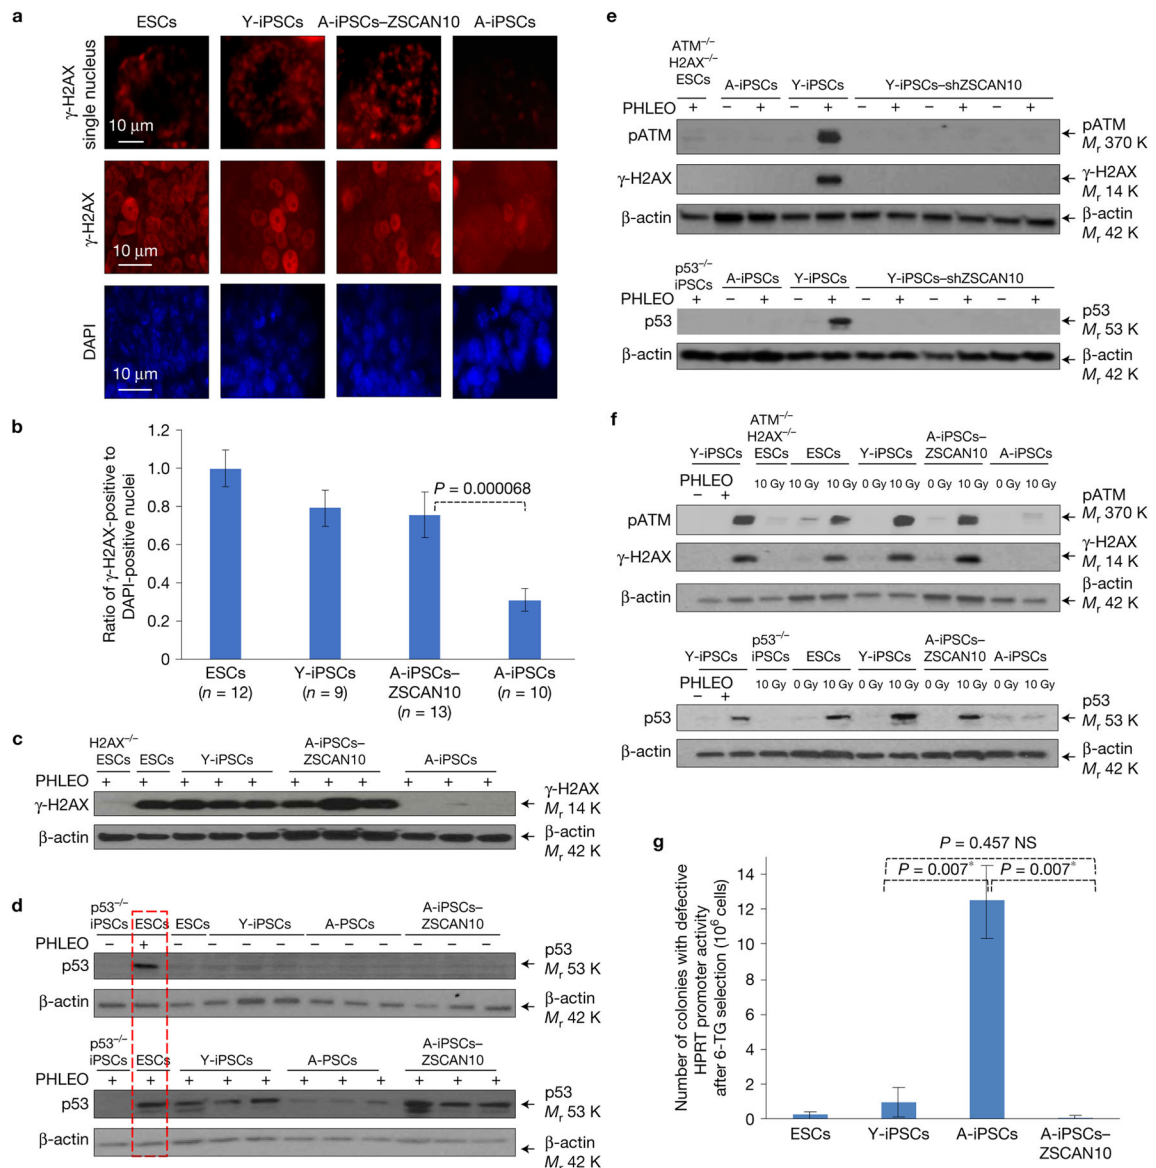 a
ESCs Y-iPSCs A-iPSCs–ZSCAN10 A-iPSCs
γ-H2AX
single nucleus
10 μm
γ-H2AX
10 μm
DAPI
10 μm
b
Ratio of γ-H2AX-positive to
DAPI-positive nuclei
1.2
1.0
0.8
0.6
0.4
0.2
0
P = 0.000068
ESCs
(n = 12)
Y-iPSCs
(n = 9)
A-iPSCs–
ZSCAN10
(n = 13)
A-iPSCs
(n = 10)
c
H2AX–/–
ESCs
ESCs
Y-iPSCs
A-iPSCs–
ZSCAN10
A-iPSCs
PHLEO + + + + + + + + + + +
γ-H2AX
γ-H2AX
Mr 14 K
β-actin
β-actin
Mr 42 K
d
p53–/–
iPSCs
ESCs
ESCs
Y-iPSCs
A-PSCs
A-iPSCs–
ZSCAN10
PHLEO – + – – – – – – – – – –
p53
p53
Mr 53 K
β-actin
β-actin
Mr 42 K
p53–/–
iPSCs
ESCs
Y-iPSCs
A-PSCs
A-iPSCs–
ZSCAN10
PHLEO + + + + + + + + + + +
p53
p53
Mr 53 K
β-actin
β-actin
Mr 42 K
e
ATM–/–
H2AX–/–
ESCs
A-iPSCs
Y-iPSCs
Y-iPSCs–shZSCAN10
PHLEO + – + – + – + – + – +
pATM
pATM
Mr 370 K
γ-H2AX
γ-H2AX
Mr 14 K
β-actin
β-actin
Mr 42 K
p53–/–
iPSCs
A-iPSCs
Y-iPSCs
Y-iPSCs–shZSCAN10
PHLEO + – + – + – + – + – +
p53
p53
Mr 53 K
β-actin
β-actin
Mr 42 K
f
Y-iPSCs
ATM–/–
H2AX–/–
ESCs
ESCs
Y-iPSCs
A-iPSCs–
ZSCAN10
A-iPSCs
PHLEO
– +
10 Gy 0 Gy 10 Gy 0 Gy 10 Gy 0 Gy 10 Gy 0 Gy 10 Gy
pATM
pATM
Mr 370 K
γ-H2AX
γ-H2AX
Mr 14 K
β-actin
β-actin
Mr 42 K
Y-iPSCs
p53–/–
iPSCs
ESCs
Y-iPSCs
A-iPSCs–
ZSCAN10
A-iPSCs
PHLEO
– +
10 Gy 0 Gy 10 Gy 0 Gy 10 Gy 0 Gy 10 Gy 0 Gy 10 Gy
p53
p53
Mr 53 K
β-actin
β-actin
Mr 42 K
g
Number of colonies with defective
HPRT promoter activity
after 6-TG selection (10⁶ cells)
14
12
10
8
6
4
2
0
P = 0.457 NS
P = 0.007* P = 0.007*
ESCs
Y-iPSCs
A-iPSCs
A-iPSCs–
ZSCAN10